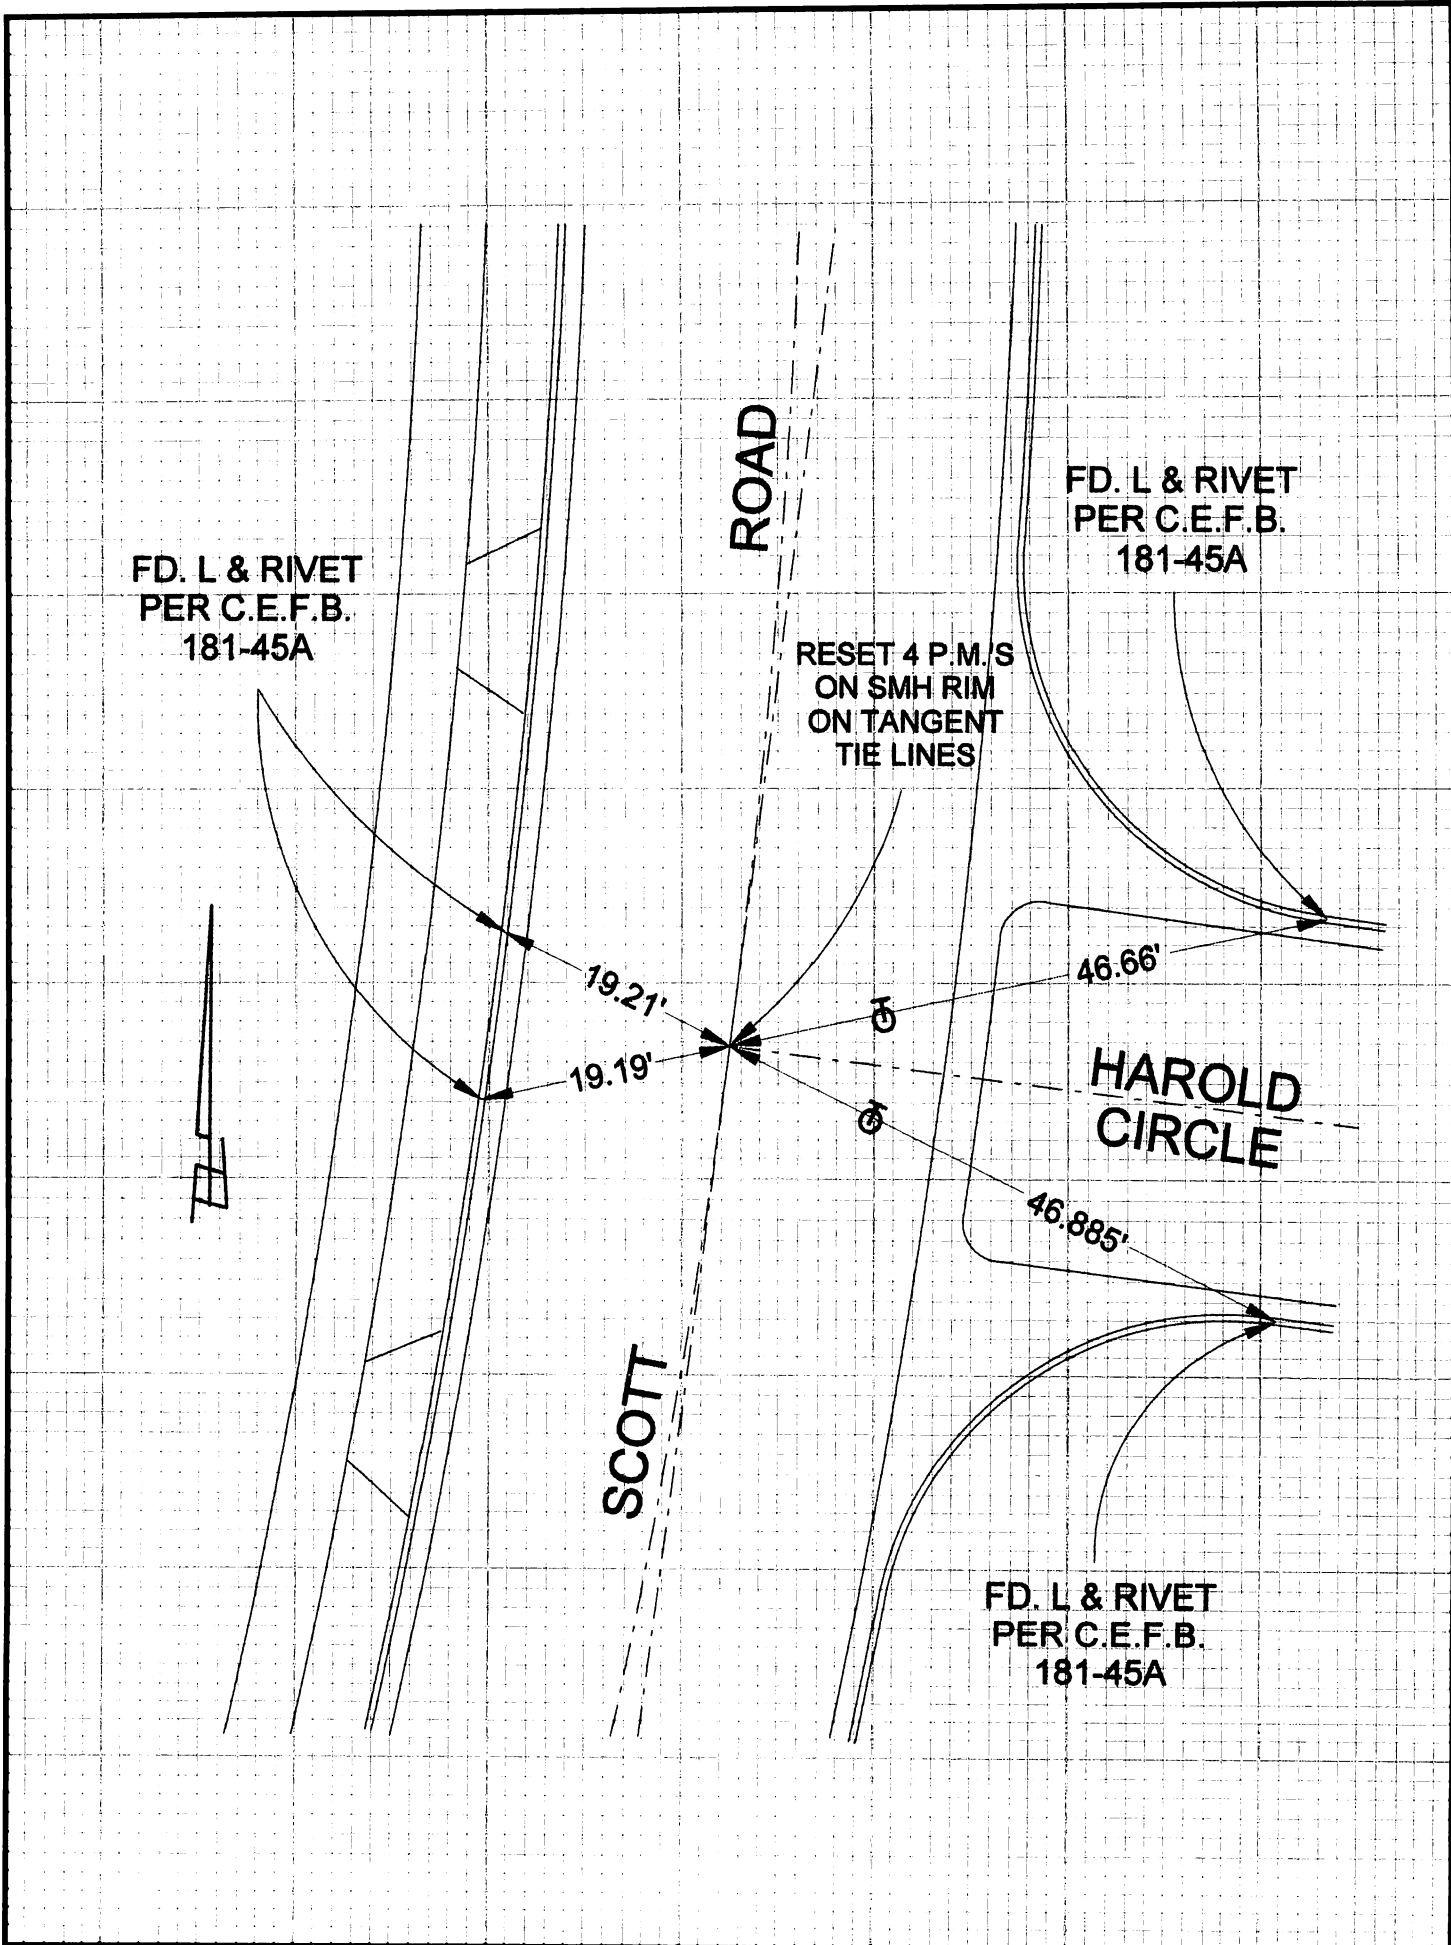 ROAD
FD. L & RIVET
PER C.E.F.B.
181-45A
FD. L & RIVET
PER C.E.F.B.
181-45A
RESET 4 P.M.'S
ON SMH RIM
ON TANGENT
TIE LINES
19.21'
46.66'
19.19'
HAROLD
CIRCLE
46.885'
SCOTT
FD. L & RIVET
PER C.E.F.B.
181-45A